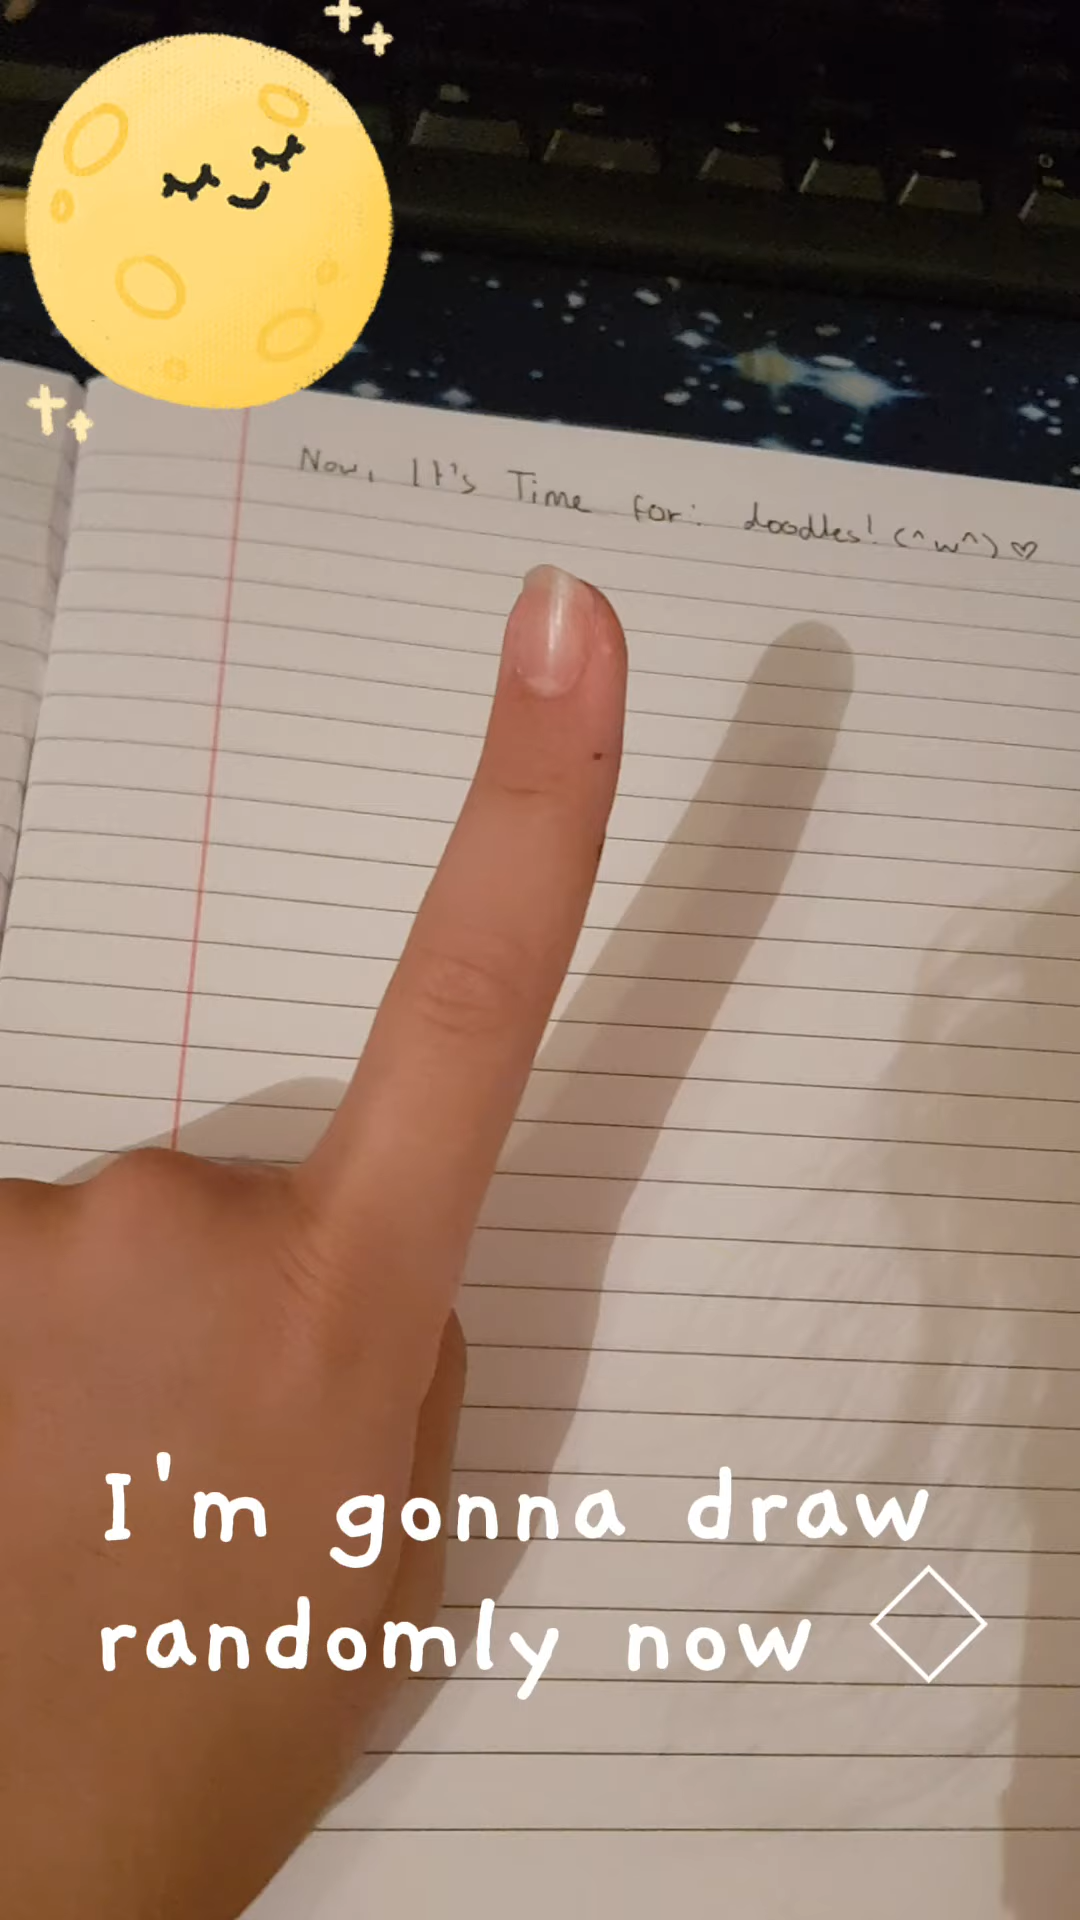 Now, It's Time for: doodles! (^w^) ♡
I'm gonna draw
randomly now ◇